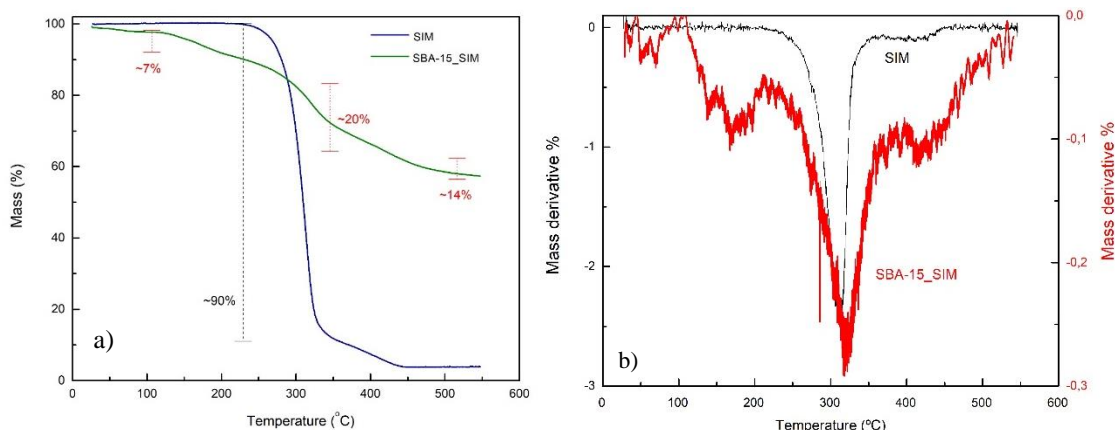 100
80
60
40
20
0
Mass (%)
0
100
200
300
400
500
600
Temperature (°C)
SIM
SBA-15_SIM
~7%
~20%
~14%
~90%
a)
0
-1
-2
-3
Mass derivative %
0
100
200
300
400
500
600
Temperature (ºC)
0,0
-0,1
-0,2
-0,3
Mass derivative %
SIM
SBA-15_SIM
b)